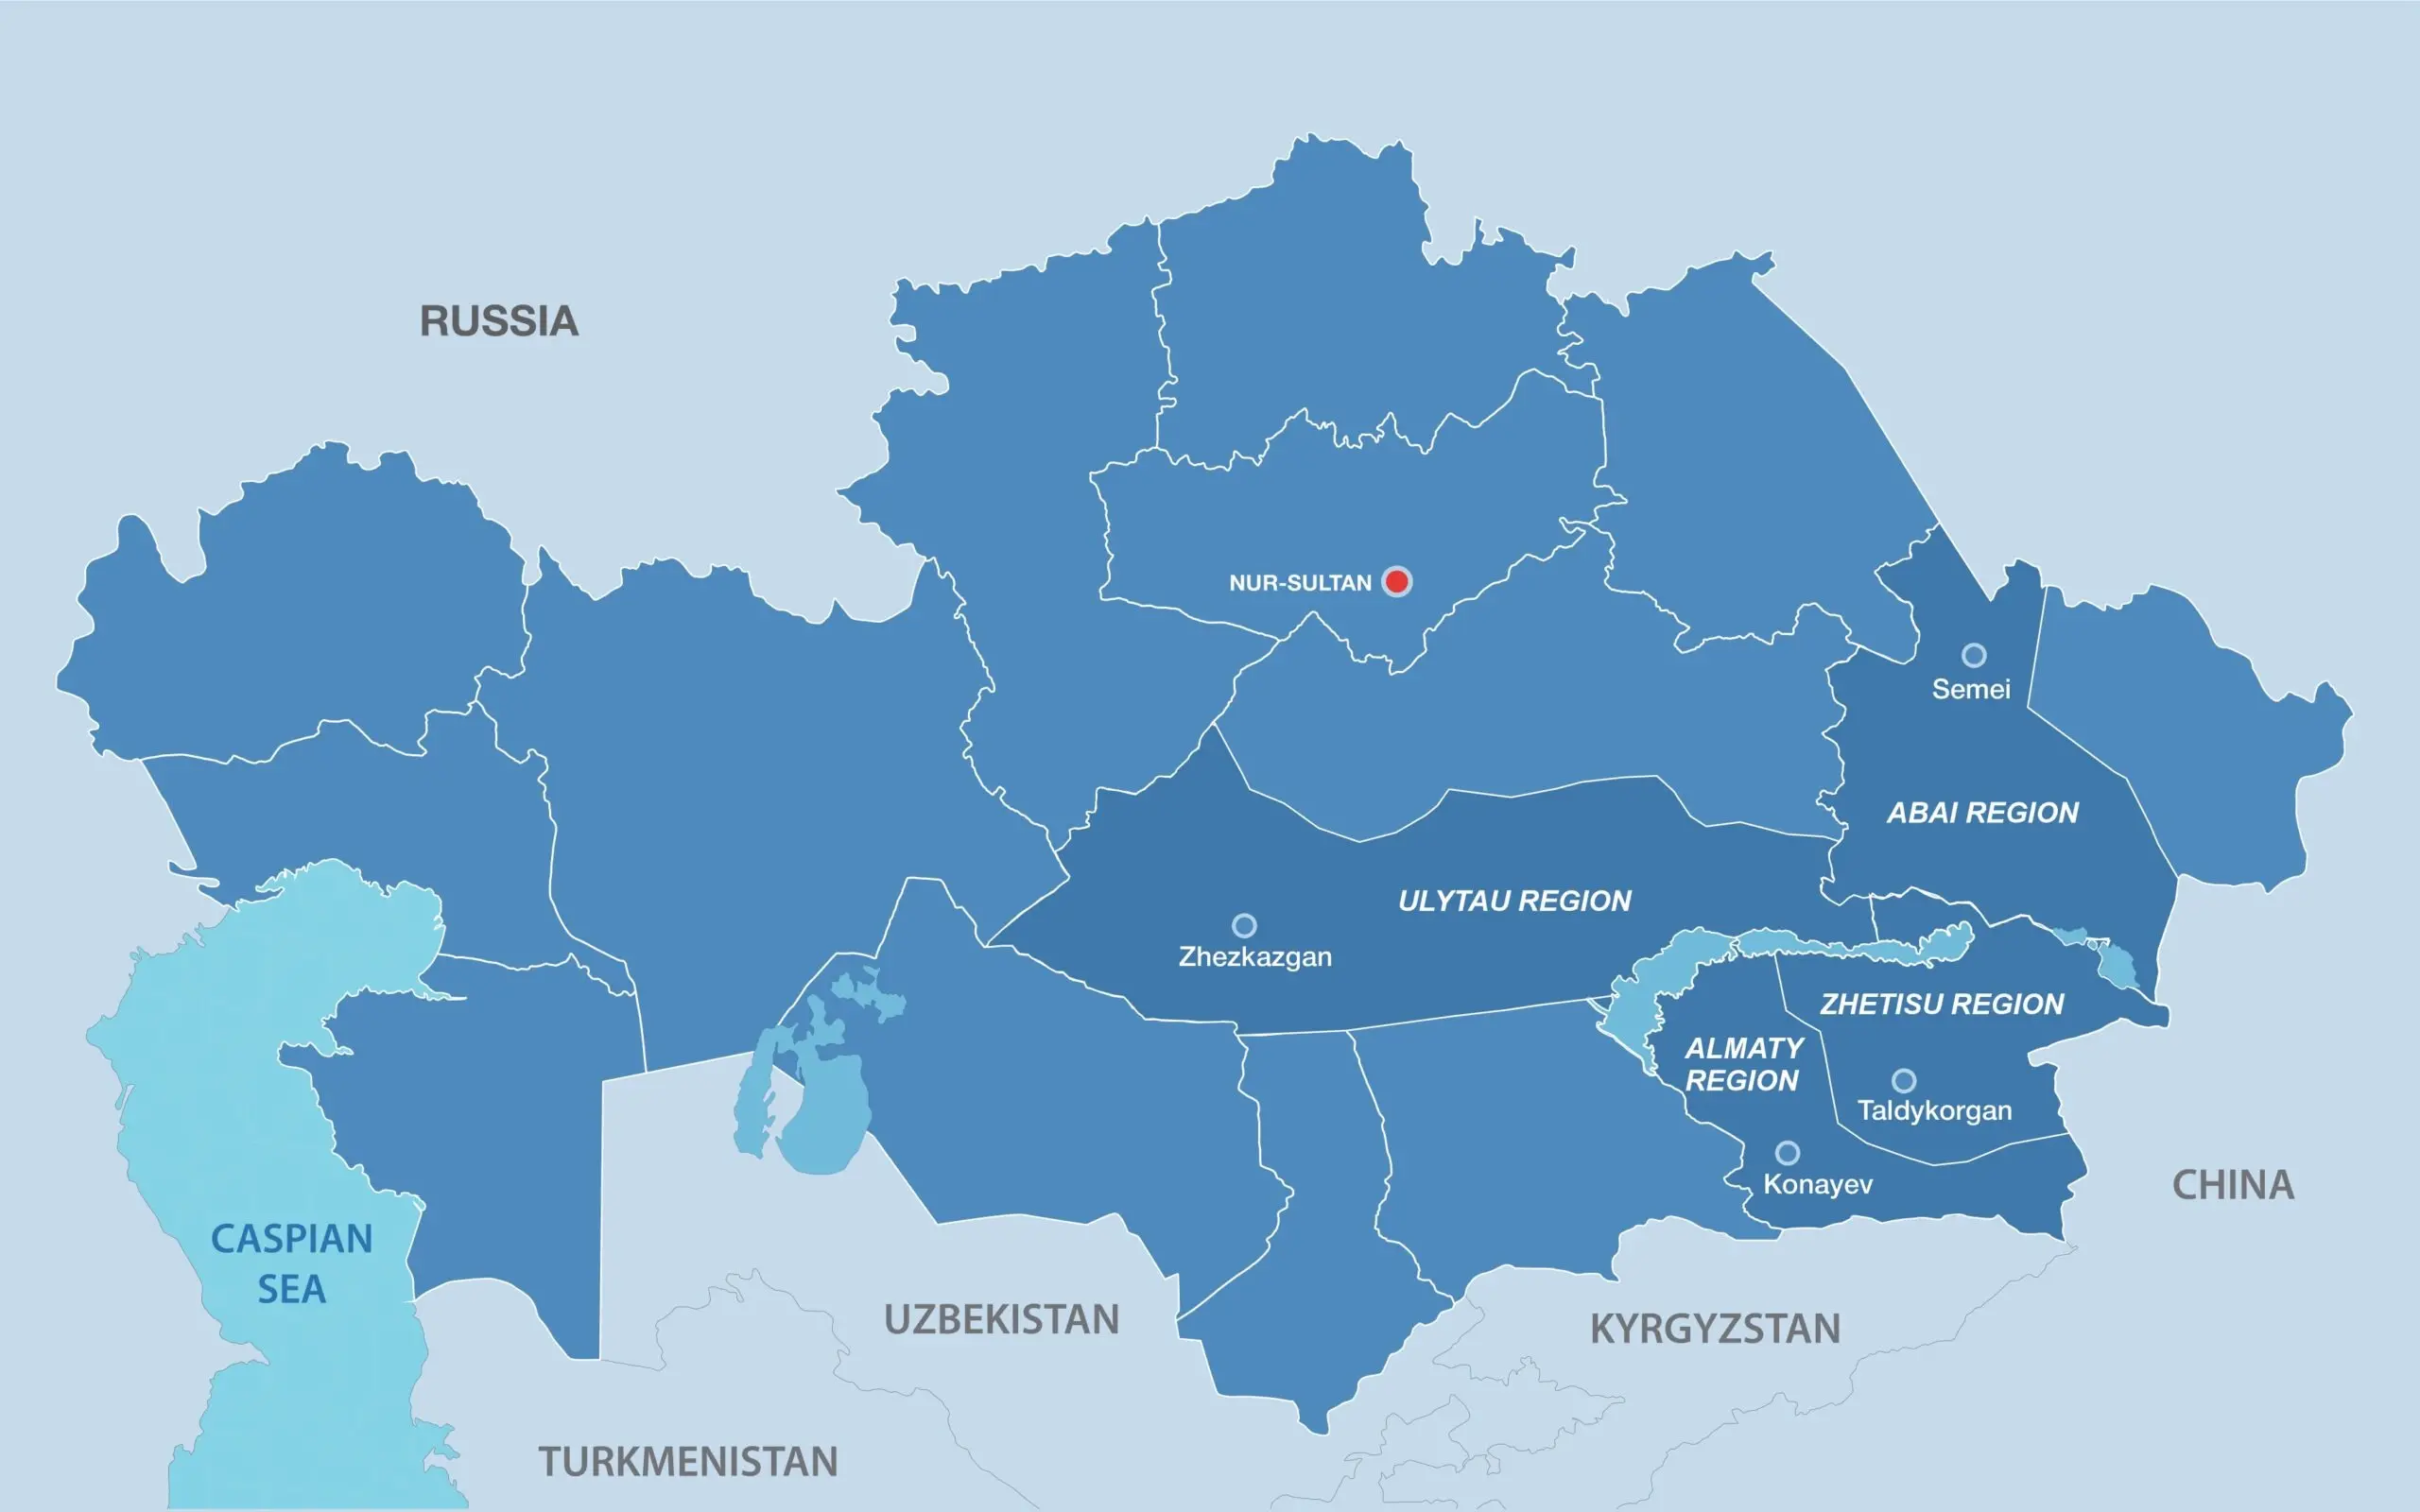 RUSSIA
NUR-SULTAN
Semei
ABAI REGION
ULYTAU REGION
Zhezkazgan
ZHETISU REGION
ALMATY
REGION
Taldykorgan
Konayev
CHINA
CASPIAN
SEA
UZBEKISTAN
KYRGYZSTAN
TURKMENISTAN